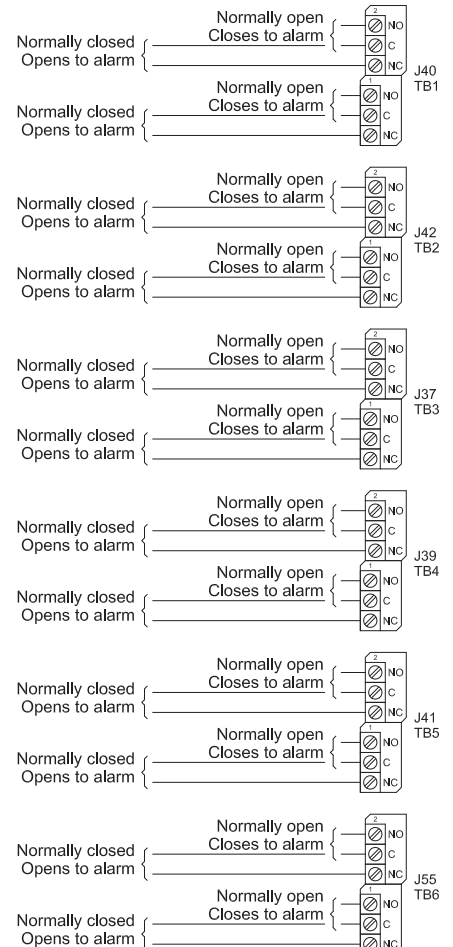 2
Normally open
NO
Closes to alarm
Normally closed
C
Opens to alarm
NC
J40
TB1
1
Normally open
NO
Closes to alarm
Normally closed
C
Opens to alarm
NC
2
Normally open
NO
Closes to alarm
Normally closed
C
Opens to alarm
NC
J42
TB2
1
Normally open
NO
Closes to alarm
Normally closed
C
Opens to alarm
NC
2
Normally open
NO
Closes to alarm
Normally closed
C
Opens to alarm
NC
J37
TB3
1
Normally open
NO
Closes to alarm
Normally closed
C
Opens to alarm
NC
2
Normally open
NO
Closes to alarm
Normally closed
C
Opens to alarm
NC
J39
TB4
1
Normally open
NO
Closes to alarm
Normally closed
C
Opens to alarm
NC
2
Normally open
NO
Closes to alarm
Normally closed
C
Opens to alarm
NC
J41
TB5
1
Normally open
NO
Closes to alarm
Normally closed
C
Opens to alarm
NC
2
Normally open
NO
Closes to alarm
Normally closed
C
Opens to alarm
NC
J55
TB6
1
Normally open
NO
Closes to alarm
Normally closed
C
Opens to alarm
NC